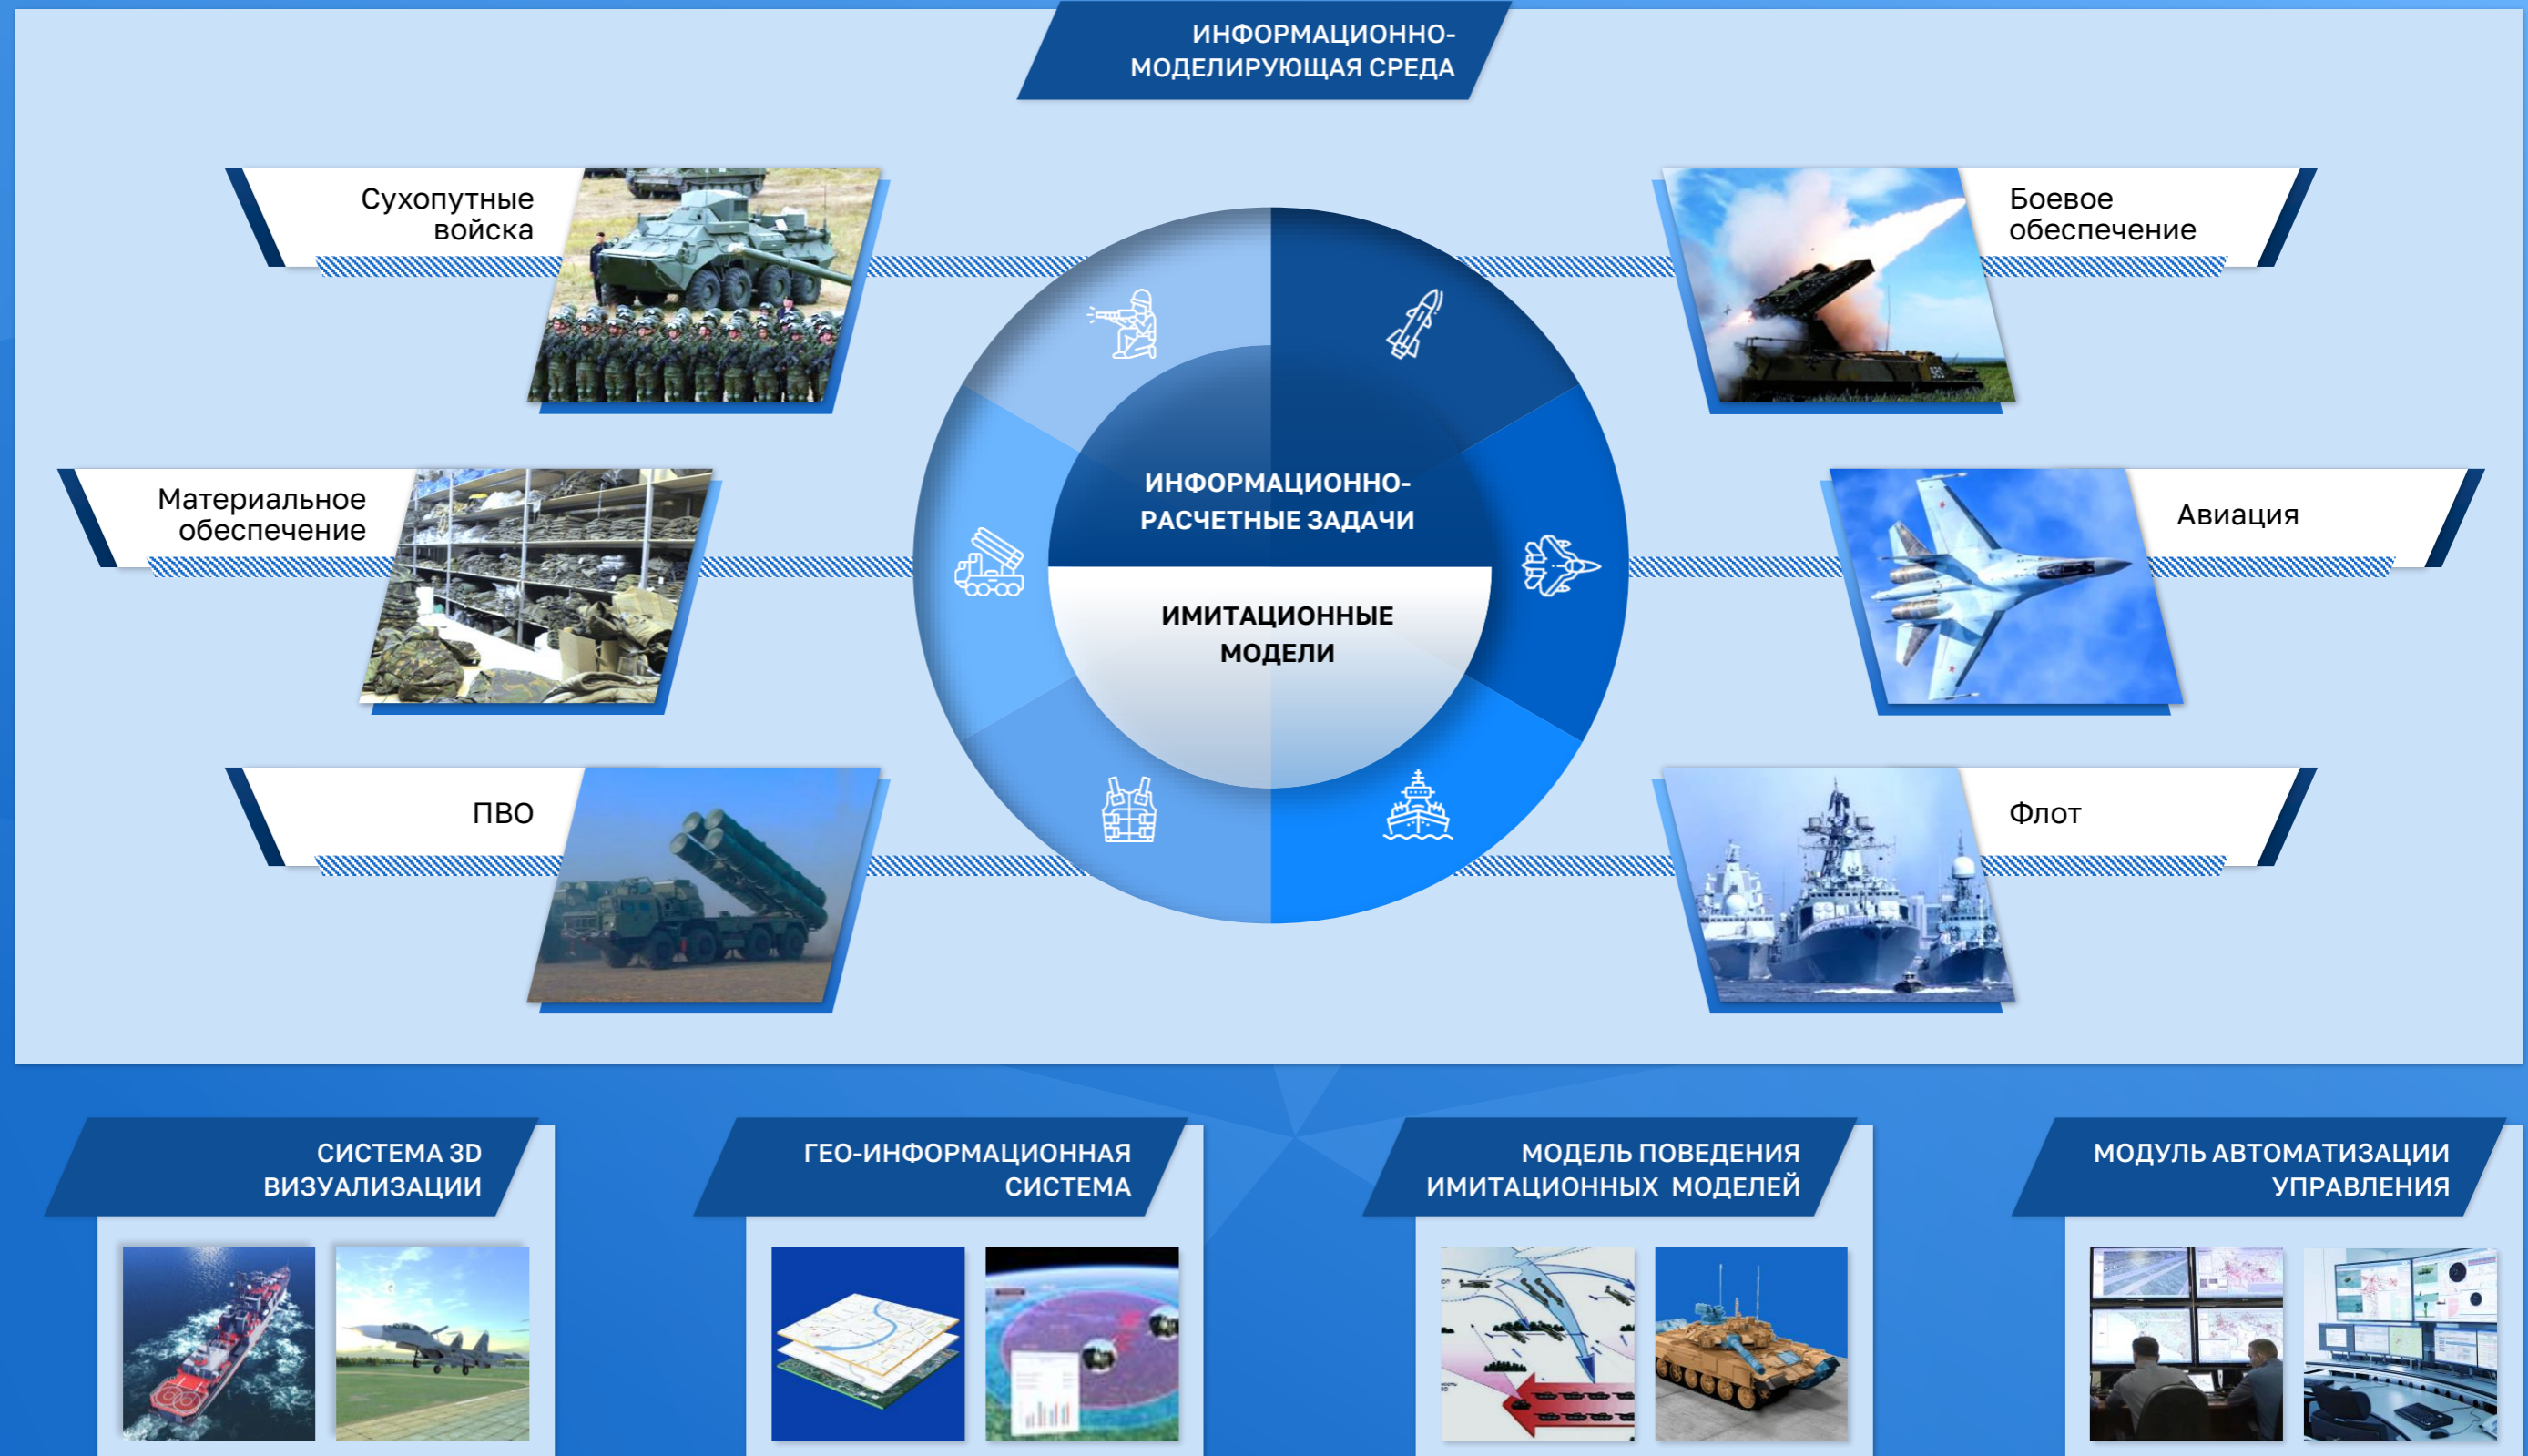 ИНФОРМАЦИОННО-
МОДЕЛИРУЮЩАЯ СРЕДА
Сухопутные
войска
Боевое
обеспечение
Материальное
обеспечение
ИНФОРМАЦИОННО-
РАСЧЕТНЫЕ ЗАДАЧИ
ИМИТАЦИОННЫЕ
МОДЕЛИ
Авиация
ПВО
Флот
СИСТЕМА 3D
ВИЗУАЛИЗАЦИИ
ГЕО-ИНФОРМАЦИОННАЯ
СИСТЕМА
МОДЕЛЬ ПОВЕДЕНИЯ
ИМИТАЦИОННЫХ МОДЕЛЕЙ
МОДУЛЬ АВТОМАТИЗАЦИИ
УПРАВЛЕНИЯ